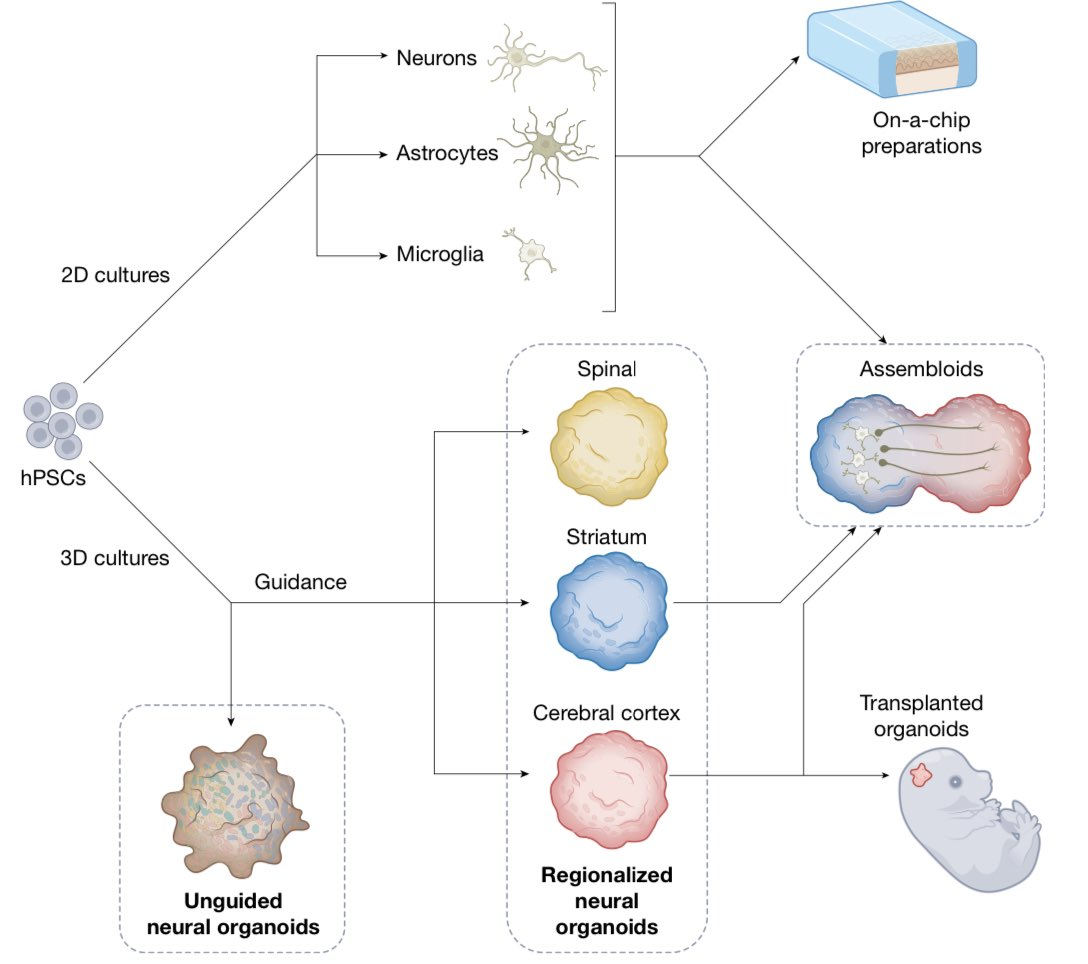 Neurons
Astrocytes
Microglia
On-a-chip
preparations
2D cultures
hPSCs
3D cultures
Guidance
Spinal
Striatum
Cerebral cortex
Regionalized
neural
organoids
Assembloids
Transplanted
organoids
Unguided
neural organoids